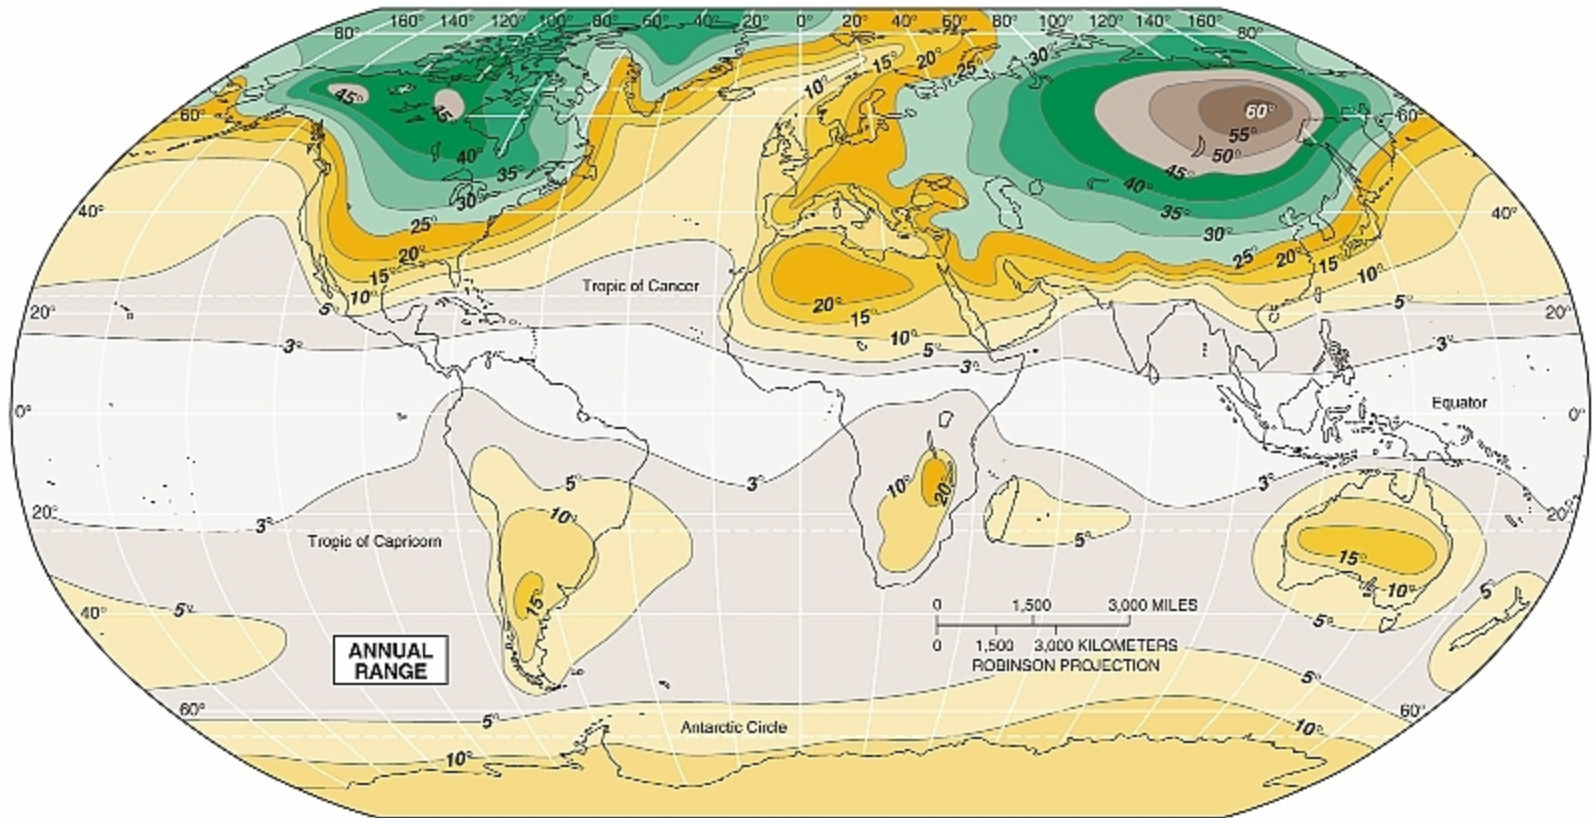 160° 140° 120° 100° 80° 60° 40° 20° 0° 20° 40° 60° 80° 100° 120° 140° 160°
80° 80°
15° 20° 25° 30°
10°
45° 45° 60°
60° 60°
55°
40° 50°
35° 45°
30° 40°
40° 35° 40°
25° 30°
20° 25° 20°
15° 15° 10°
Tropic of Cancer
10° 20° 5°
20° 5° 15° 20°
10°
3° 5° 3°
3°
Equator
0° 0°
5° 3° 10° 20° 3°
20° 3° 10° 20°
Tropic of Capricorn 5°
15°
15° 10° 5°
40° 5° 5°
0 1,500 3,000 MILES
0 1,500 3,000 KILOMETERS
ROBINSON PROJECTION
ANNUAL
RANGE
5°
60° 5° 60°
Antarctic Circle 10°
10°